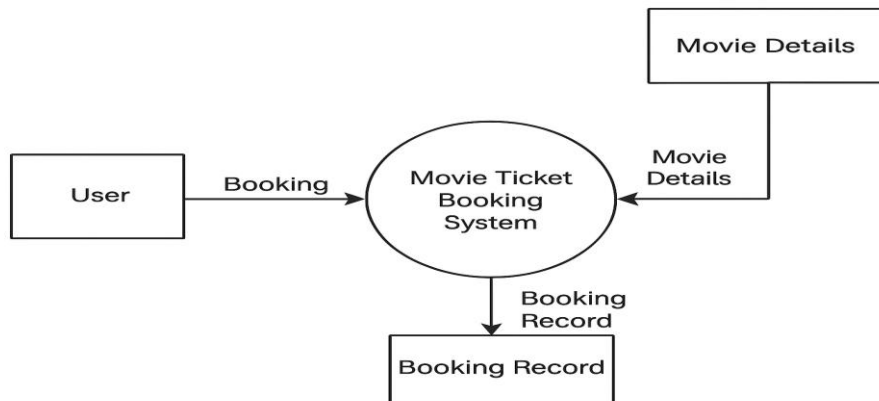 Movie Details
User
Booking
Movie Ticket
Booking
System
Movie
Details
Booking
Record
Booking Record